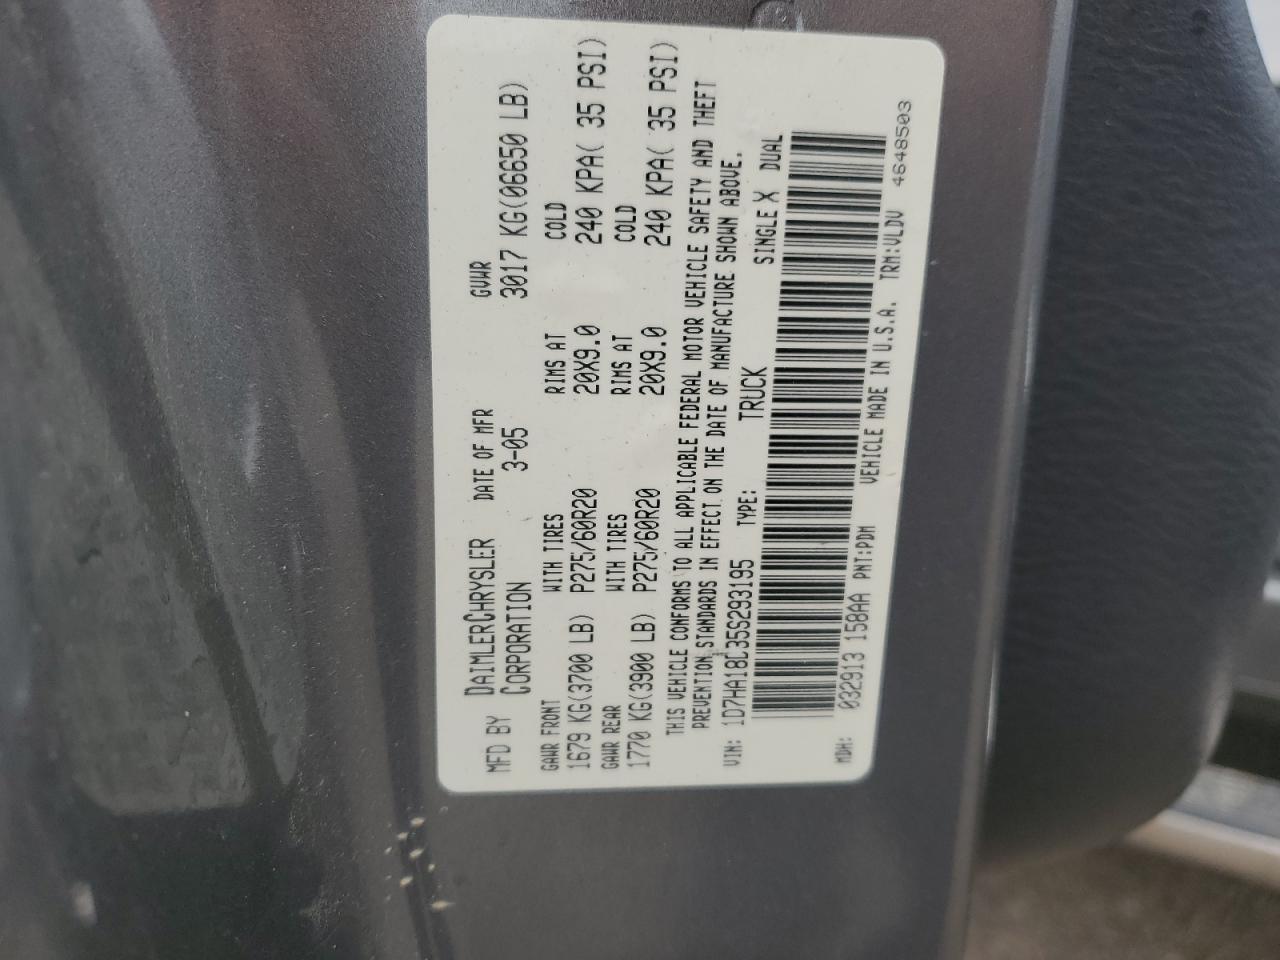 MFD BY DAIMLERCHRYSLER CORPORATION DATE OF MFR 3-05 GVWR 3017 KG(06650 LB)
GAWR FRONT WITH TIRES RIMS AT COLD
1679 KG(3700 LB) P275/60R20 20X9.0 240 KPA( 35 PSI)
GAWR REAR WITH TIRES RIMS AT COLD
1770 KG(3900 LB) P275/60R20 20X9.0 240 KPA( 35 PSI)
THIS VEHICLE CONFORMS TO ALL APPLICABLE FEDERAL MOTOR VEHICLE SAFETY AND THEFT
PREVENTION STANDARDS IN EFFECT ON THE DATE OF MANUFACTURE SHOWN ABOVE.
VIN: 1D7HA18D35S293195 TYPE: TRUCK SINGLE X DUAL
MDH: 032913 158AA PNT:PDM VEHICLE MADE IN U.S.A. TRM:VLDV 4648503